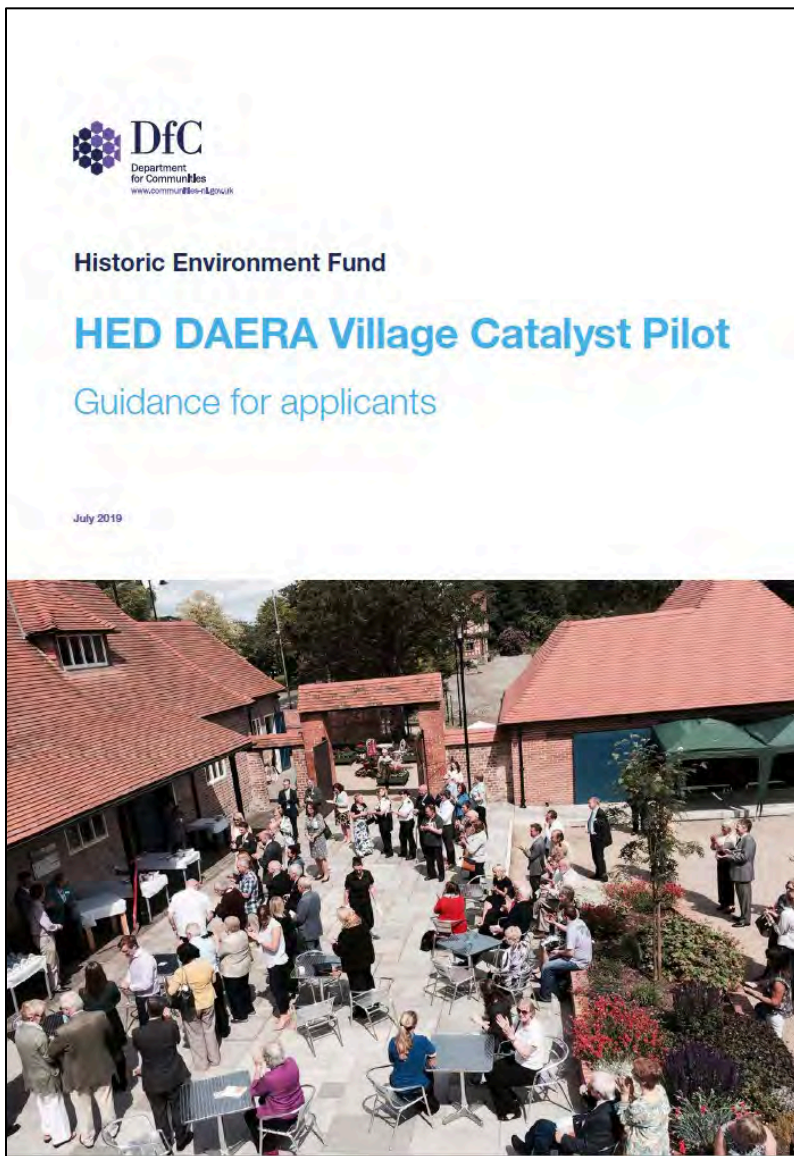 DfC
Department
for Communities
www.communities-ni.gov.uk
Historic Environment Fund
HED DAERA Village Catalyst Pilot
Guidance for applicants
July 2019